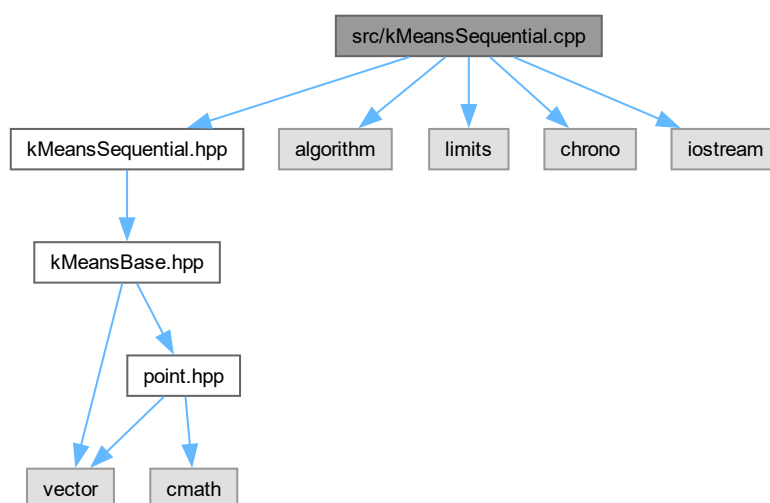 src/kMeansSequential.cpp
kMeansSequential.hpp
algorithm
limits
chrono
iostream
kMeansBase.hpp
point.hpp
vector
cmath